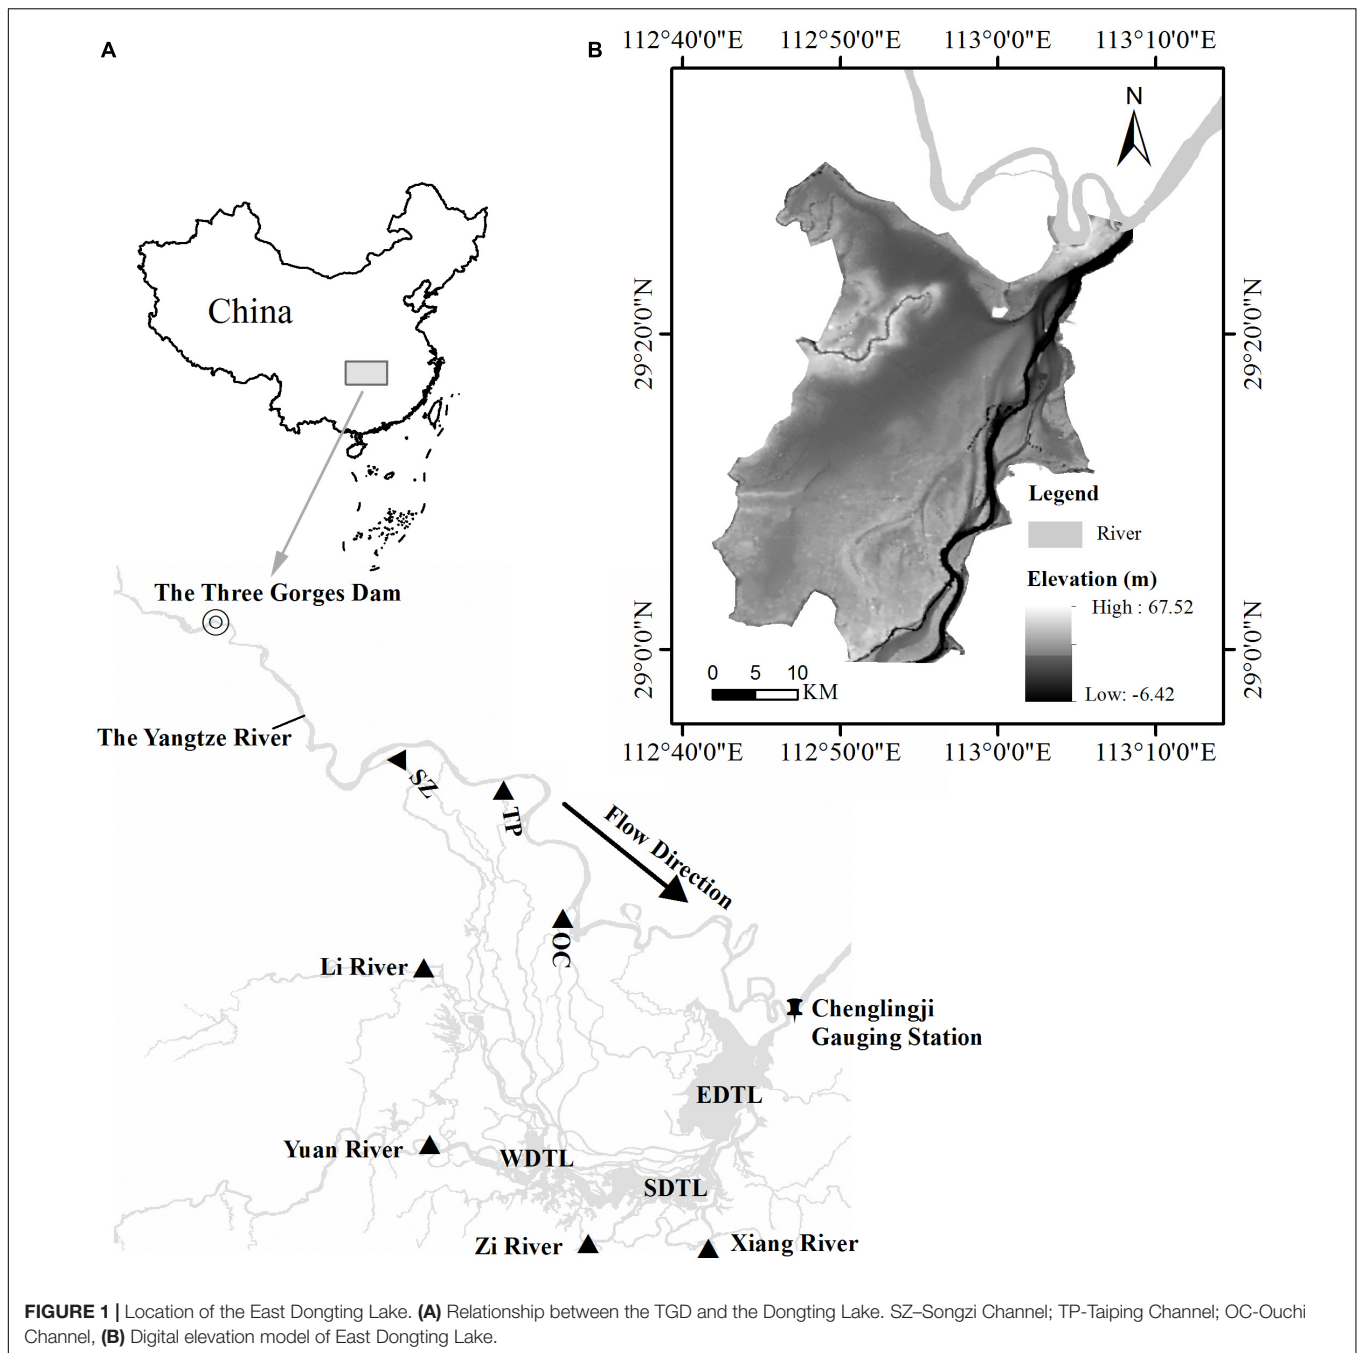 A
China
The Three Gorges Dam
The Yangtze River
SZ
TP
Flow Direction
OC
Li River
Chenglingji
Gauging Station
EDTL
Yuan River
WDTL
SDTL
Zi River
Xiang River
B
112°40'0"E 112°50'0"E 113°0'0"E 113°10'0"E
N
29°20'0"N
29°20'0"N
29°0'0"N
29°0'0"N
Legend
River
Elevation (m)
High : 67.52
Low: -6.42
0 5 10
KM
112°40'0"E 112°50'0"E 113°0'0"E 113°10'0"E
FIGURE 1 | Location of the East Dongting Lake. (A) Relationship between the TGD and the Dongting Lake. SZ–Songzi Channel; TP-Taiping Channel; OC-Ouchi
Channel, (B) Digital elevation model of East Dongting Lake.